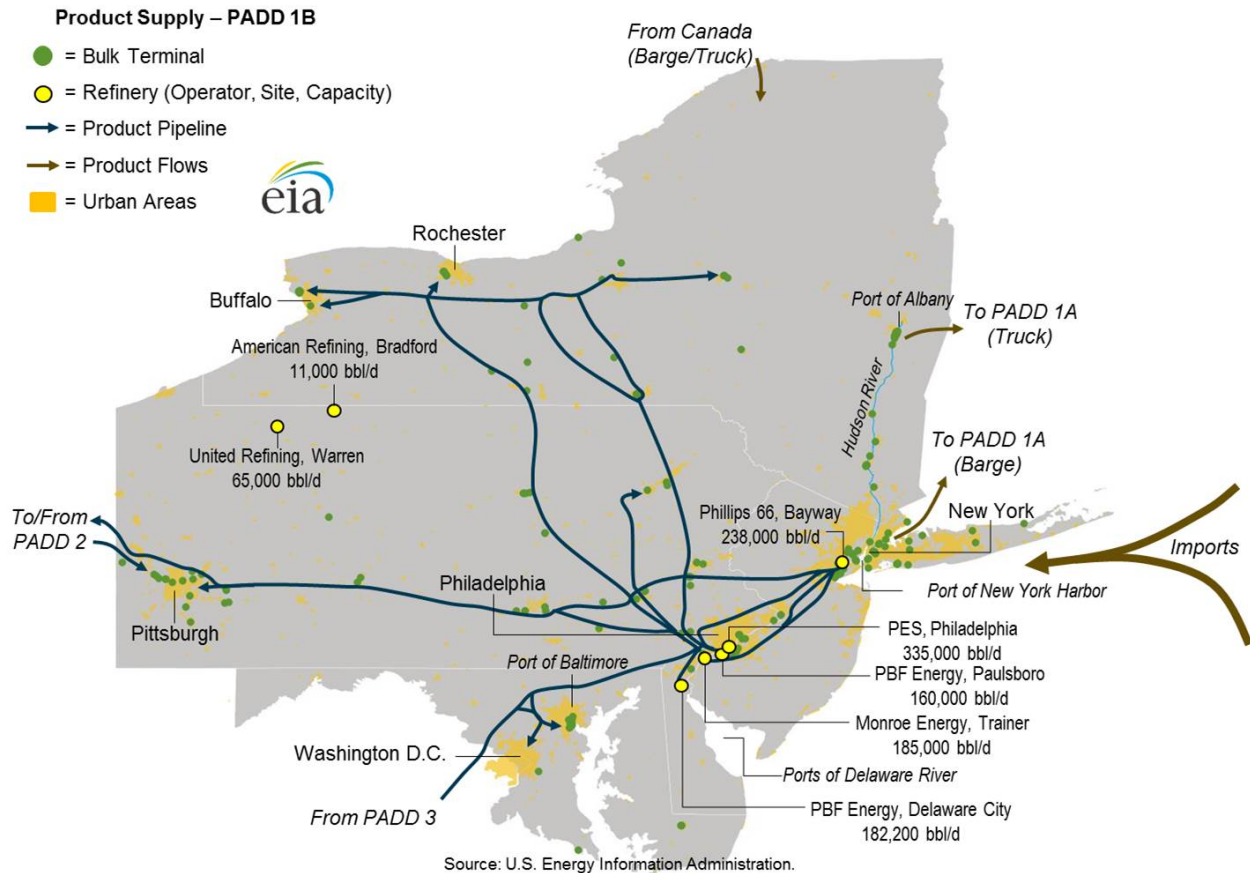 Product Supply – PADD 1B
= Bulk Terminal
= Refinery (Operator, Site, Capacity)
= Product Pipeline
= Product Flows
= Urban Areas
eia
From Canada
(Barge/Truck)
Rochester
Buffalo
Port of Albany
To PADD 1A
(Truck)
American Refining, Bradford
11,000 bbl/d
Hudson River
United Refining, Warren
65,000 bbl/d
To PADD 1A
(Barge)
To/From
PADD 2
Phillips 66, Bayway
238,000 bbl/d
New York
Imports
Philadelphia
Port of New York Harbor
Pittsburgh
PES, Philadelphia
335,000 bbl/d
Port of Baltimore
PBF Energy, Paulsboro
160,000 bbl/d
Monroe Energy, Trainer
185,000 bbl/d
Washington D.C.
Ports of Delaware River
From PADD 3
PBF Energy, Delaware City
182,200 bbl/d
Source: U.S. Energy Information Administration.